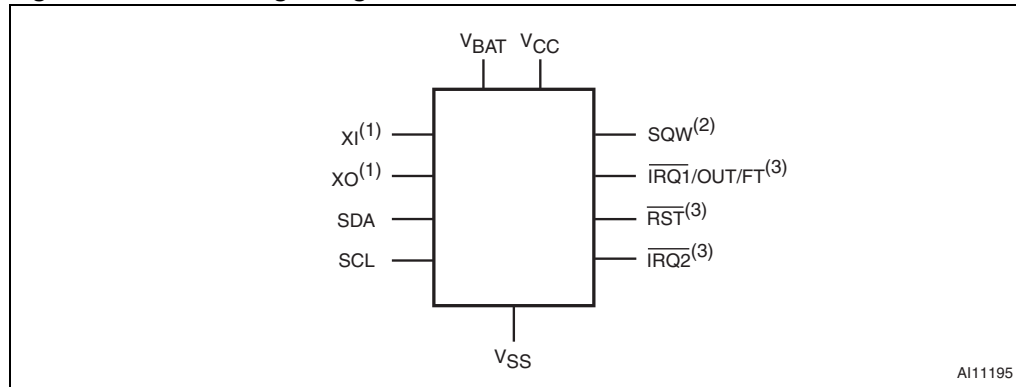 VBAT VCC
XI(1)
XO(1)
SDA
SCL
SQW(2)
IRQ1/OUT/FT(3)
RST(3)
IRQ2(3)
VSS
AI11195